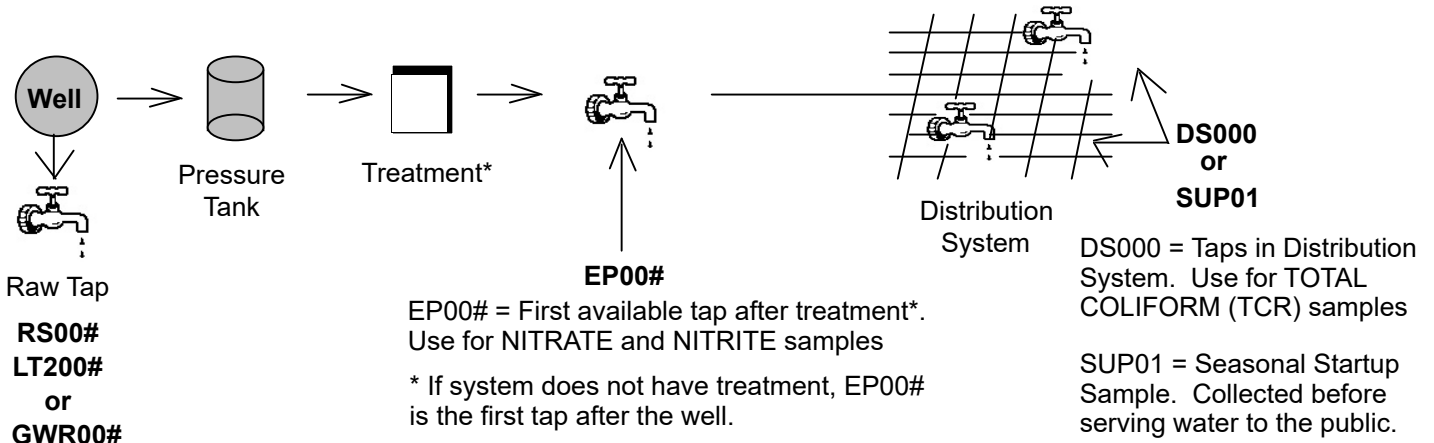 Well
Raw Tap
RS00#
LT200#
or
GWR00#
Pressure
Tank
Treatment*
EP00#
EP00# = First available tap after treatment*.
Use for NITRATE and NITRITE samples
* If system does not have treatment, EP00#
is the first tap after the well.
Distribution
System
DS000
or
SUP01
DS000 = Taps in Distribution
System. Use for TOTAL
COLIFORM (TCR) samples
SUP01 = Seasonal Startup
Sample. Collected before
serving water to the public.